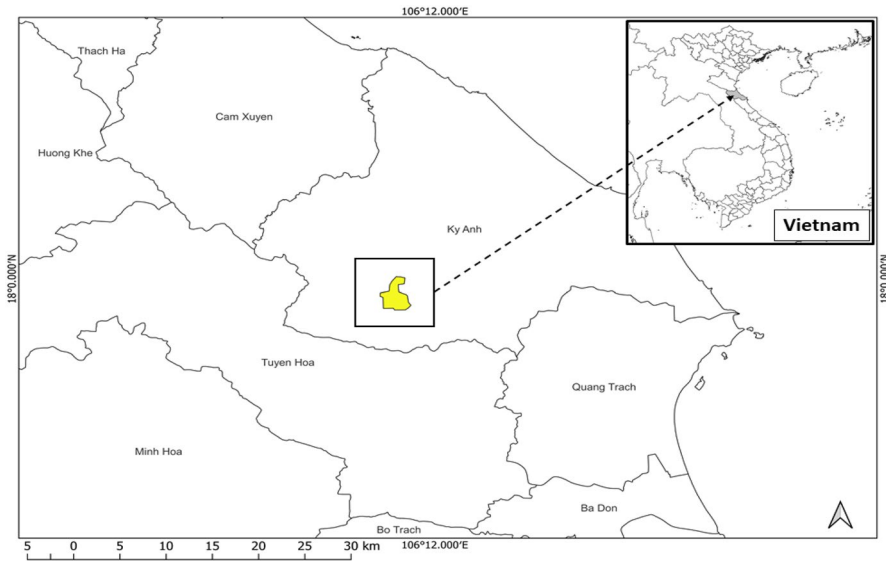 106°12.000′E
Thach Ha
Cam Xuyen
Huong Khe
Ky Anh
Vietnam
18°0.000′N
18°0.000′N
Tuyen Hoa
Quang Trach
Minh Hoa
Ba Don
Bo Trach
5 0 5 10 15 20 25 30 km
106°12.000′E